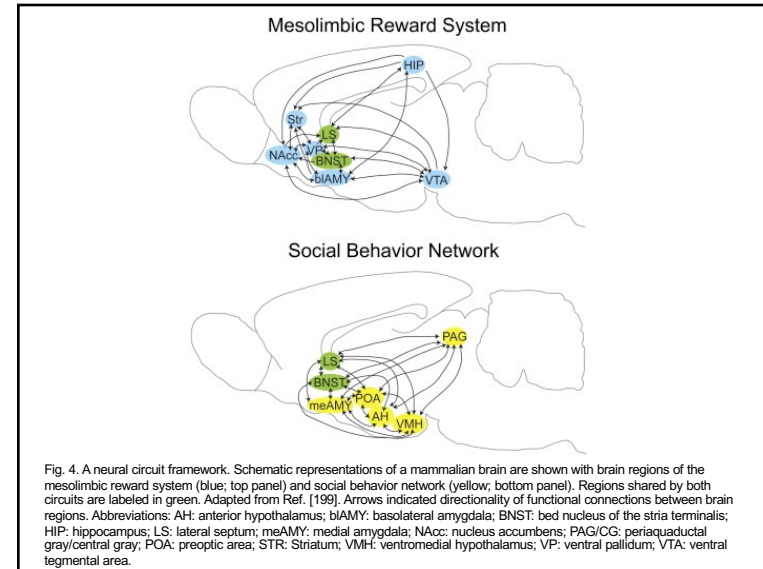 Mesolimbic Reward System
HIP
Str
LS
VP
NAcc
BNST
blAMY
VTA
Social Behavior Network
PAG
LS
BNST
POA
meAMY
AH
VMH
Fig. 4. A neural circuit framework. Schematic representations of a mammalian brain are shown with brain regions of the
mesolimbic reward system (blue; top panel) and social behavior network (yellow; bottom panel). Regions shared by both
circuits are labeled in green. Adapted from Ref. [199]. Arrows indicated directionality of functional connections between brain
regions. Abbreviations: AH: anterior hypothalamus; blAMY: basolateral amygdala; BNST: bed nucleus of the stria terminalis;
HIP: hippocampus; LS: lateral septum; meAMY: medial amygdala; NAcc: nucleus accumbens; PAG/CG: periaquaductal
gray/central gray; POA: preoptic area; STR: Striatum; VMH: ventromedial hypothalamus; VP: ventral pallidum; VTA: ventral
tegmental area.